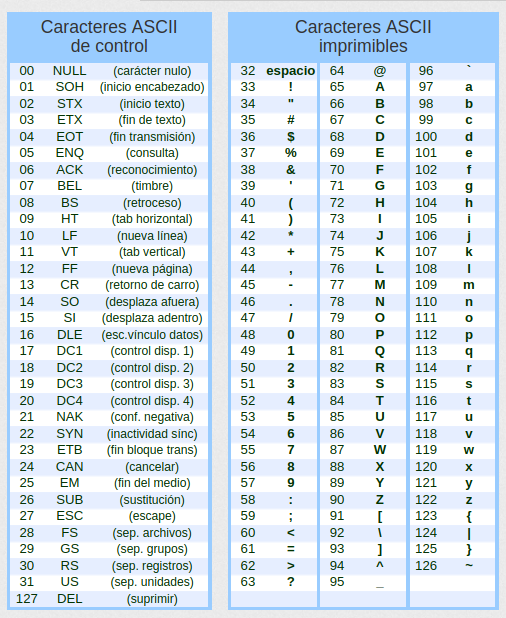 Caracteres ASCII
de control
00 NULL (carácter nulo)
01 SOH (inicio encabezado)
02 STX (inicio texto)
03 ETX (fin de texto)
04 EOT (fin transmisión)
05 ENQ (consulta)
06 ACK (reconocimiento)
07 BEL (timbre)
08 BS (retroceso)
09 HT (tab horizontal)
10 LF (nueva línea)
11 VT (tab vertical)
12 FF (nueva página)
13 CR (retorno de carro)
14 SO (desplaza afuera)
15 SI (desplaza adentro)
16 DLE (esc.vínculo datos)
17 DC1 (control disp. 1)
18 DC2 (control disp. 2)
19 DC3 (control disp. 3)
20 DC4 (control disp. 4)
21 NAK (conf. negativa)
22 SYN (inactividad sínc)
23 ETB (fin bloque trans)
24 CAN (cancelar)
25 EM (fin del medio)
26 SUB (sustitución)
27 ESC (escape)
28 FS (sep. archivos)
29 GS (sep. grupos)
30 RS (sep. registros)
31 US (sep. unidades)
127 DEL (suprimir)
Caracteres ASCII
imprimibles
32 espacio 64 @ 96 `
33 ! 65 A 97 a
34 " 66 B 98 b
35 # 67 C 99 c
36 $ 68 D 100 d
37 % 69 E 101 e
38 & 70 F 102 f
39 ' 71 G 103 g
40 ( 72 H 104 h
41 ) 73 I 105 i
42 * 74 J 106 j
43 + 75 K 107 k
44 , 76 L 108 l
45 - 77 M 109 m
46 . 78 N 110 n
47 / 79 O 111 o
48 0 80 P 112 p
49 1 81 Q 113 q
50 2 82 R 114 r
51 3 83 S 115 s
52 4 84 T 116 t
53 5 85 U 117 u
54 6 86 V 118 v
55 7 87 W 119 w
56 8 88 X 120 x
57 9 89 Y 121 y
58 : 90 Z 122 z
59 ; 91 [ 123 {
60 < 92 \ 124 |
61 = 93 ] 125 }
62 > 94 ^ 126 ~
63 ? 95 _